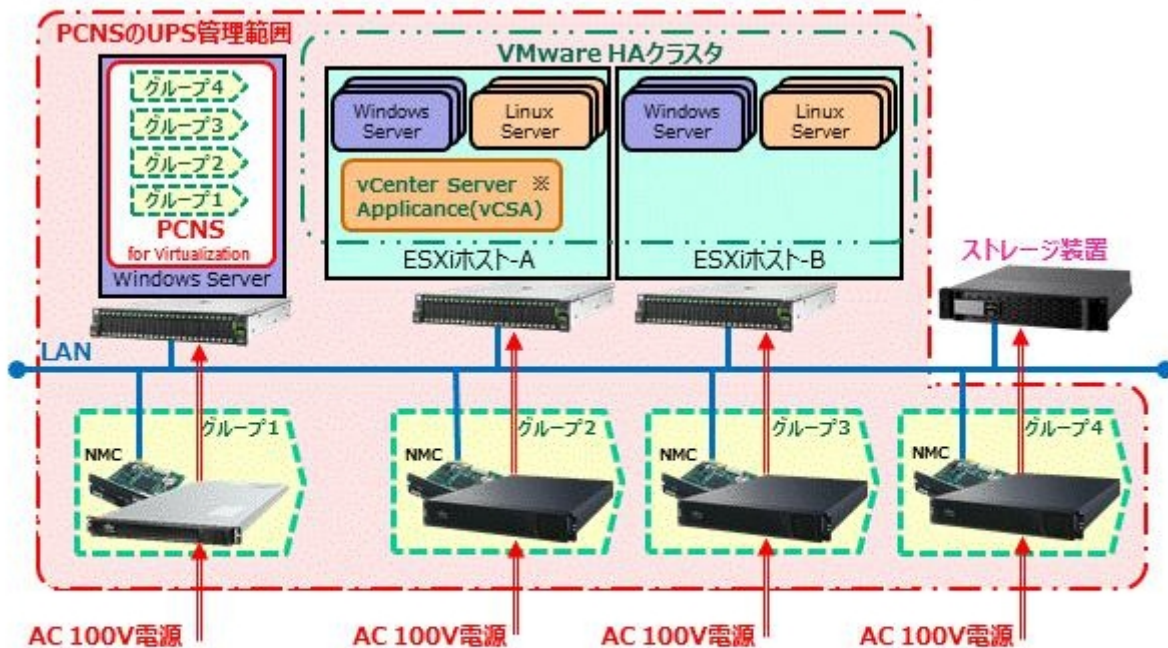 PCNSのUPS管理範囲
VMware HAクラスタ
グループ4
グループ3
グループ2
グループ1
PCNS
for Virtualization
Windows Server
Windows
Server
Linux
Server
Windows
Server
Linux
Server
vCenter Server ※
Applicance(vCSA)
ESXiホスト-A
ESXiホスト-B
ストレージ装置
LAN
グループ1
NMC
グループ2
NMC
グループ3
NMC
グループ4
NMC
AC 100V電源
AC 100V電源
AC 100V電源
AC 100V電源